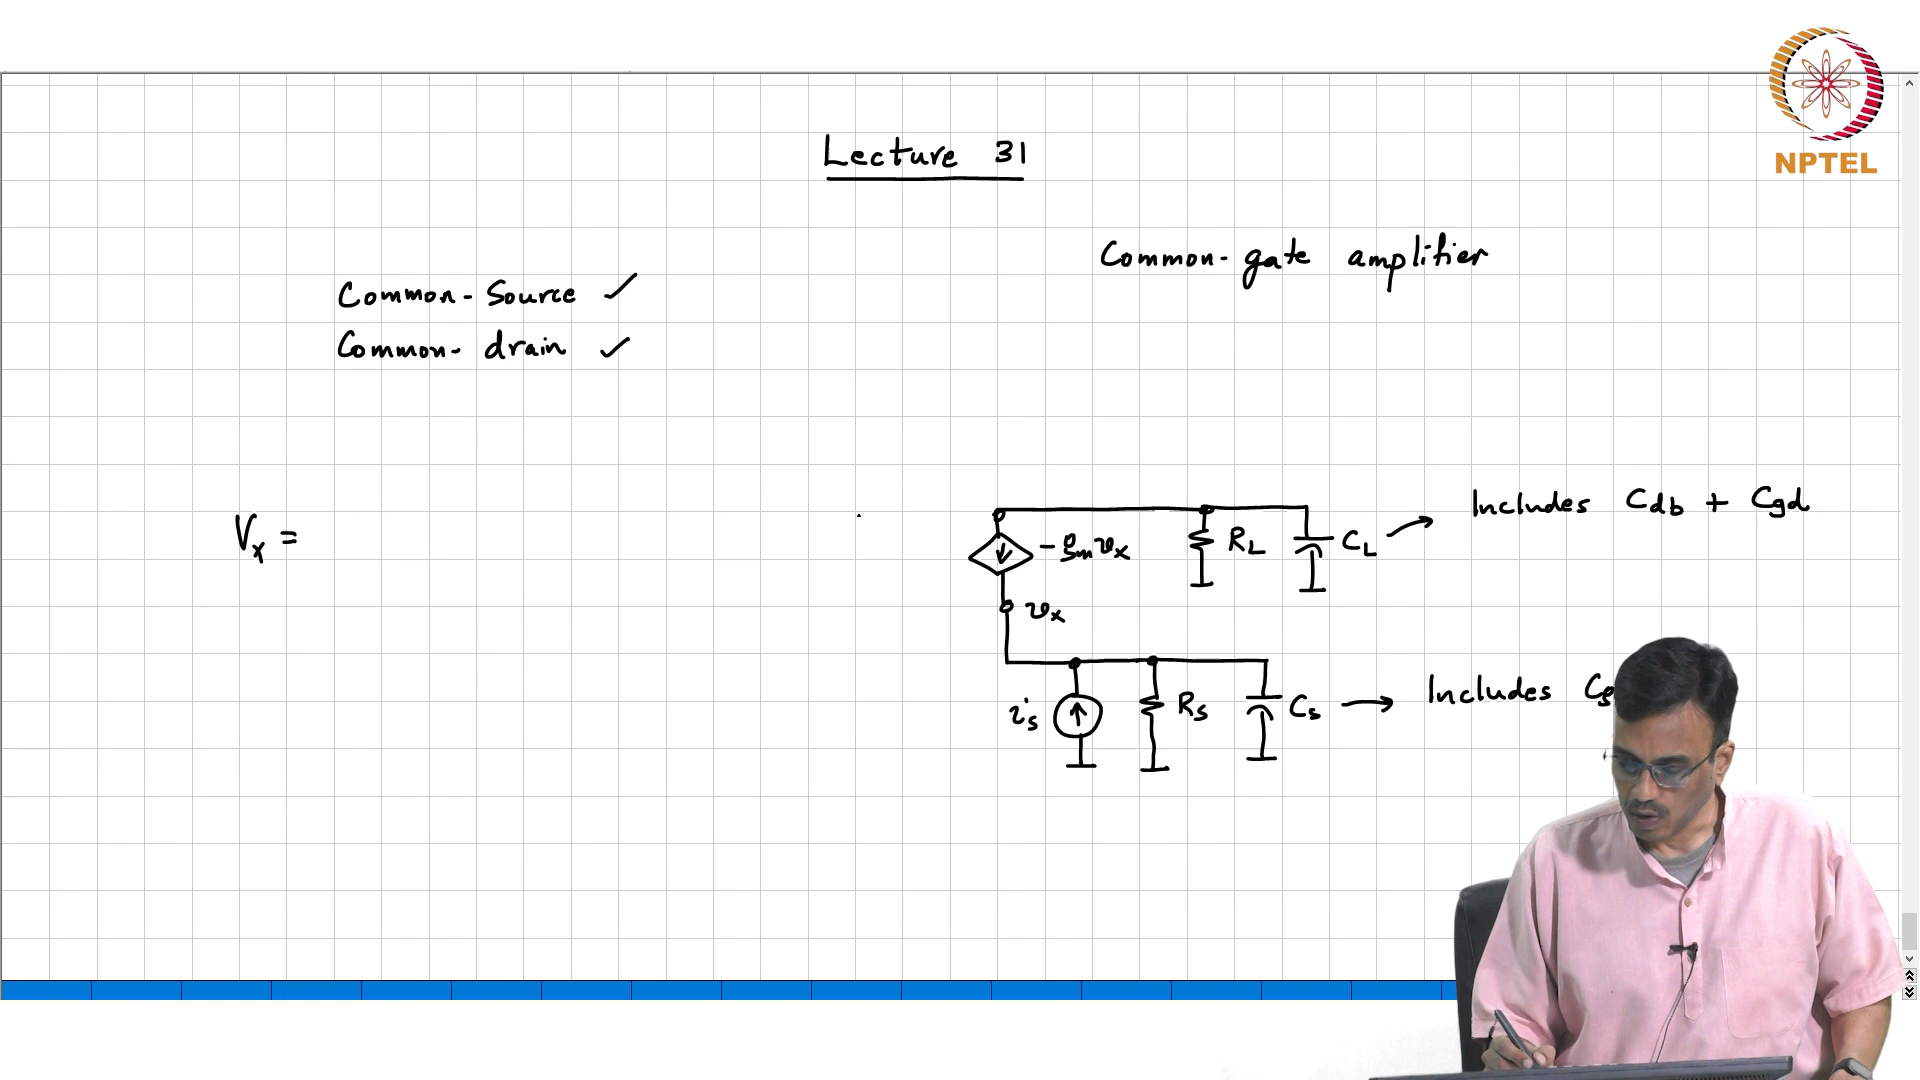 NPTEL
Lecture 31
Common-gate amplifier
Common-Source ✓
Common-drain ✓
Includes Cdb + Cgd
Vx =
-gmvx
RL
CL
vx
Includes
is
Rs
Cs